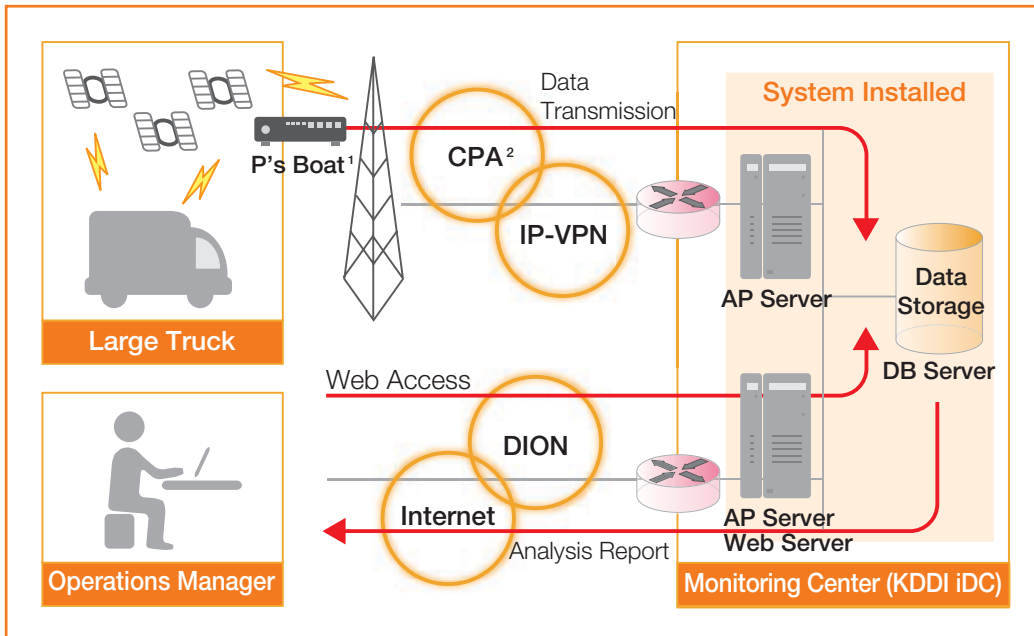 Data
Transmission
System Installed
P's Boat¹
CPA²
IP-VPN
AP Server
Data
Storage
DB Server
Large Truck
Web Access
DION
Internet
AP Server
Web Server
Analysis Report
Operations Manager
Monitoring Center (KDDI iDC)